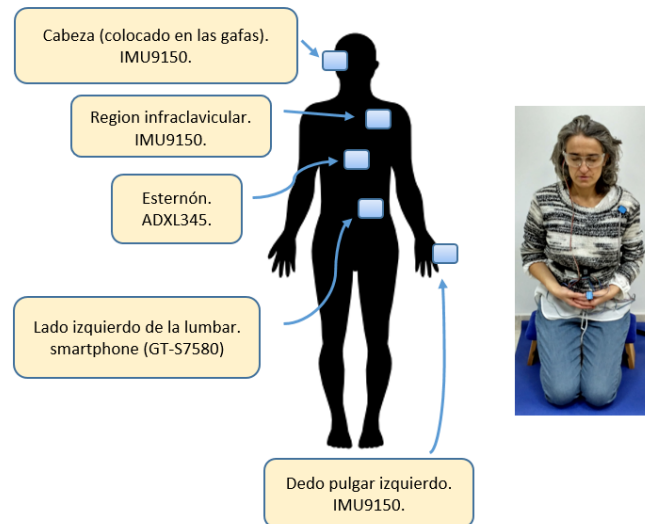 Cabeza (colocado en las gafas).
IMU9150.
Region infraclavicular.
IMU9150.
Esternón.
ADXL345.
Lado izquierdo de la lumbar.
smartphone (GT-S7580)
Dedo pulgar izquierdo.
IMU9150.